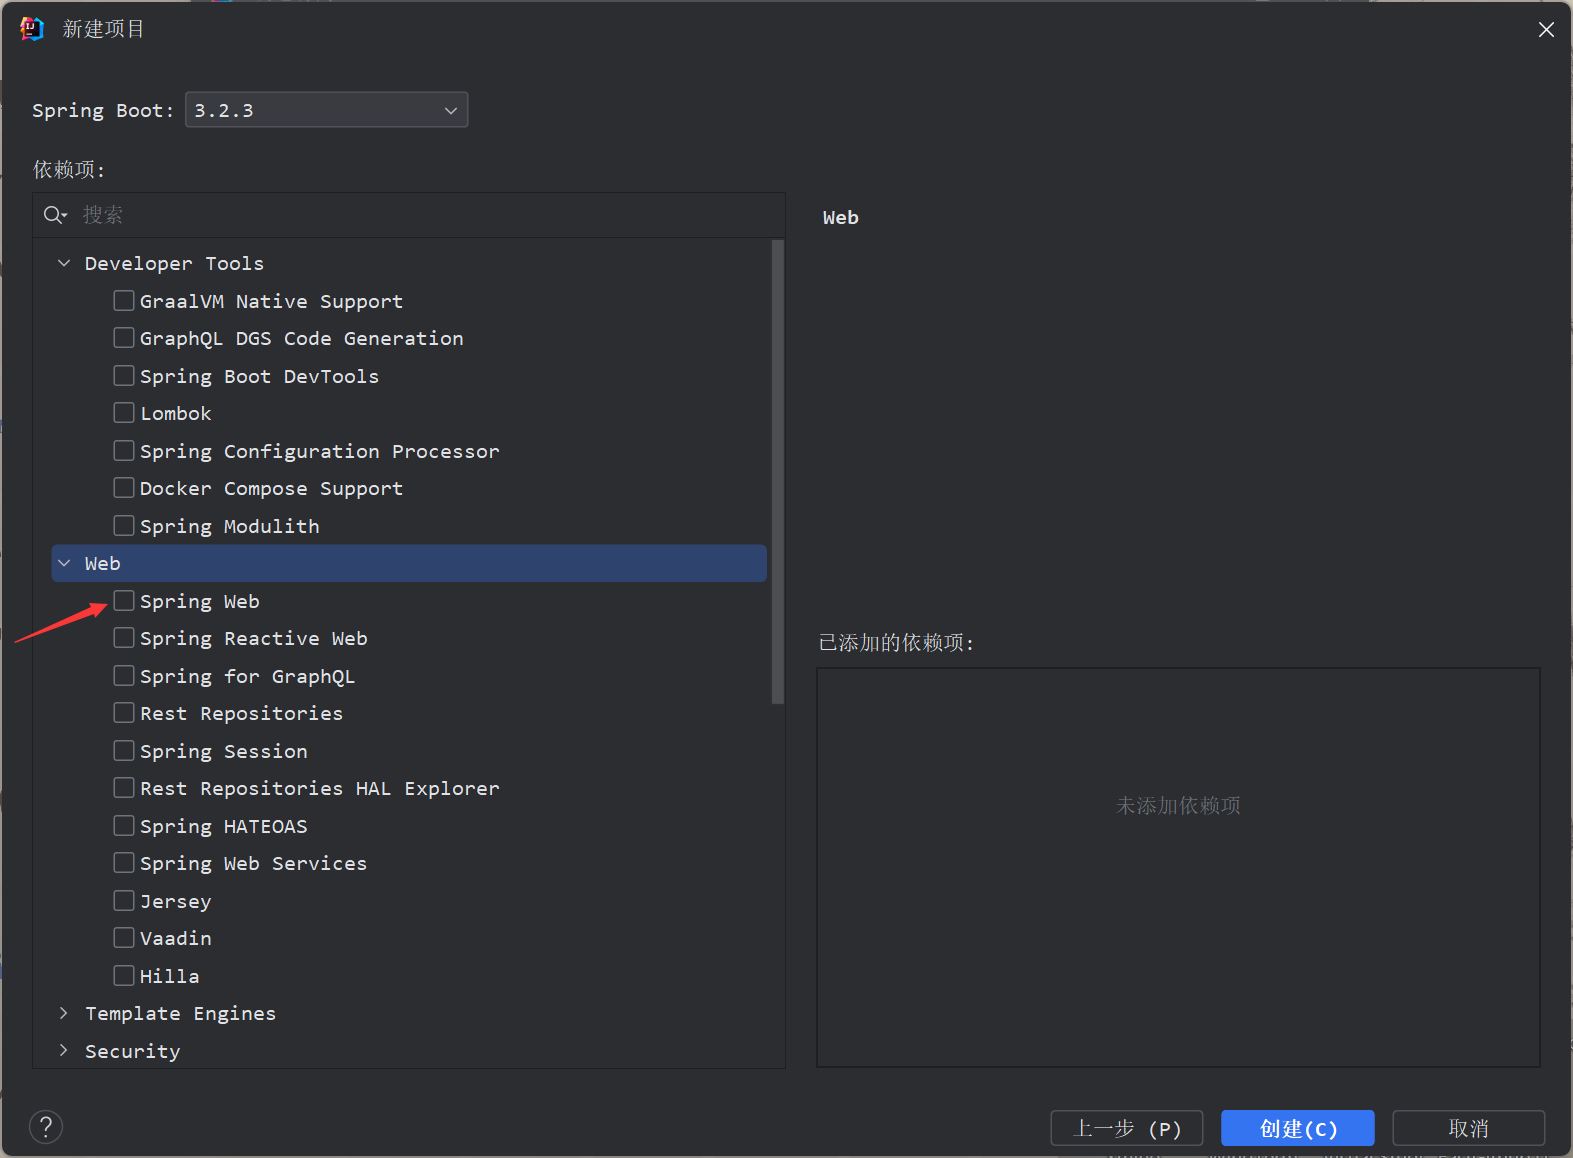 新建项目
Spring Boot: 3.2.3
依赖项:
搜索
Developer Tools
GraalVM Native Support
GraphQL DGS Code Generation
Spring Boot DevTools
Lombok
Spring Configuration Processor
Docker Compose Support
Spring Modulith
Web
Spring Web
Spring Reactive Web
Spring for GraphQL
Rest Repositories
Spring Session
Rest Repositories HAL Explorer
Spring HATEOAS
Spring Web Services
Jersey
Vaadin
Hilla
Template Engines
Security
Web
已添加的依赖项:
未添加依赖项
?
上一步 (P)
创建(C)
取消